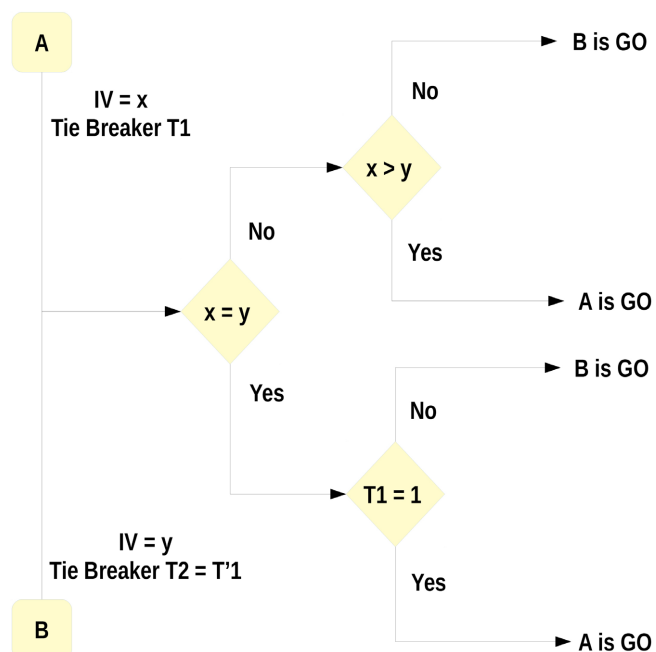 A
IV = x
Tie Breaker T1
B is GO
No
x > y
Yes
A is GO
No
x = y
Yes
B is GO
No
T1 = 1
Yes
A is GO
IV = y
Tie Breaker T2 = T’1
B